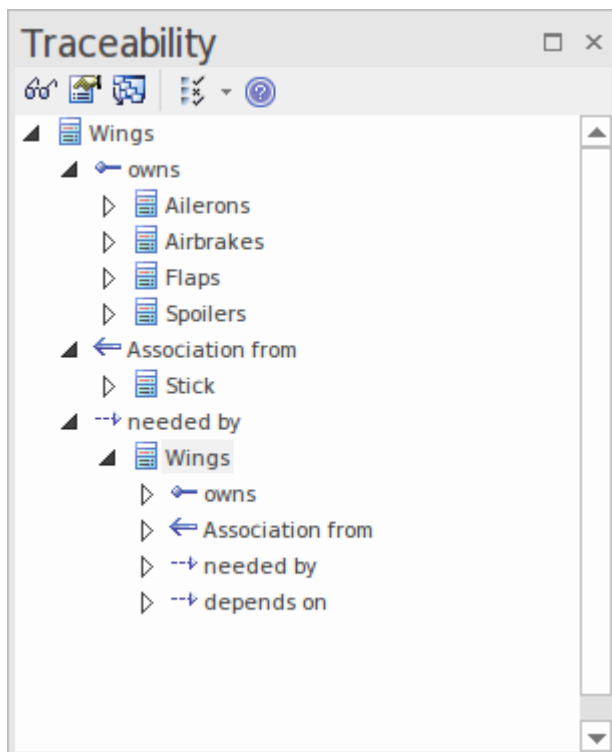 Traceability
Wings
owns
Ailerons
Airbrakes
Flaps
Spoilers
Association from
Stick
needed by
Wings
owns
Association from
needed by
depends on